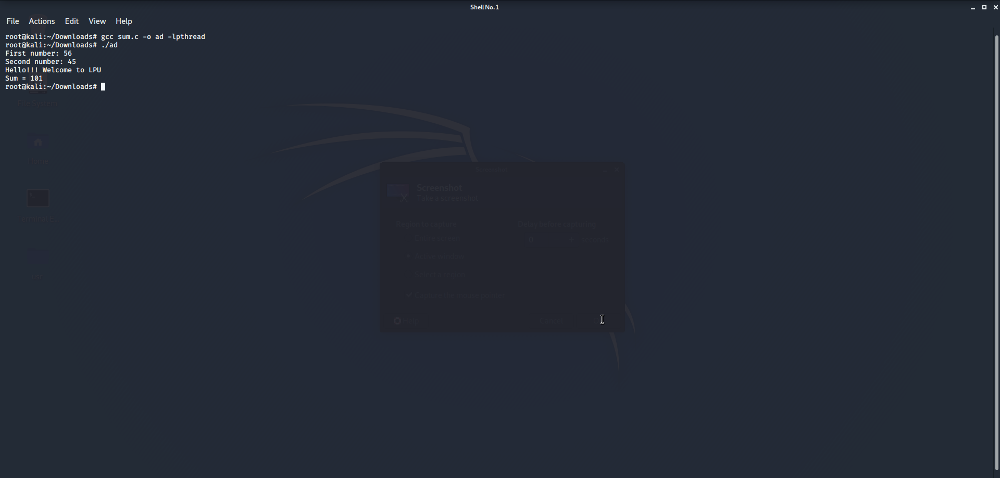 Shell No. 1
File Actions Edit View Help
root@kali:~/Downloads# gcc sum.c -o ad -lpthread
root@kali:~/Downloads# ./ad
First number: 56
Second number: 45
Hello!!! Welcome to LPU
Sum = 101
root@kali:~/Downloads#
File System
Home
Terminal E...
usr
Screenshot
Screenshot
Take a screenshot
Region to capture
Delay before capturing
Entire screen
0 + seconds
Active window
Select a region
Capture the mouse pointer
Help
Cancel